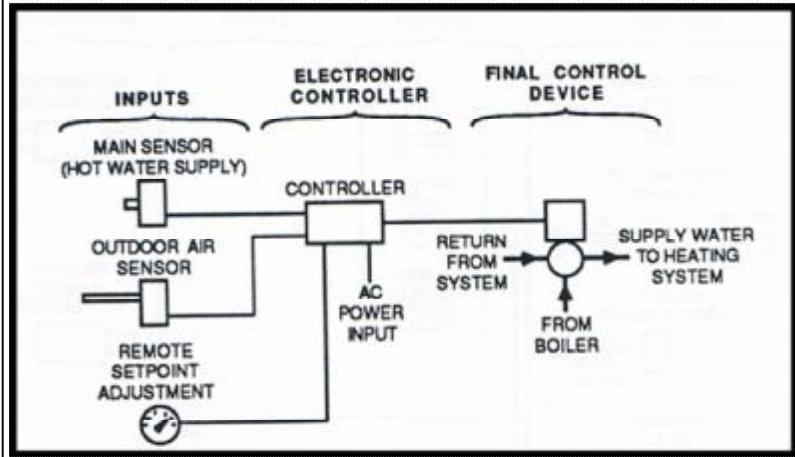 INPUTS
ELECTRONIC
CONTROLLER
FINAL CONTROL
DEVICE
MAIN SENSOR
(HOT WATER SUPPLY)
CONTROLLER
OUTDOOR AIR
SENSOR
AC
POWER
INPUT
RETURN
FROM
SYSTEM
SUPPLY WATER
TO HEATING
SYSTEM
FROM
BOILER
REMOTE
SETPOINT
ADJUSTMENT